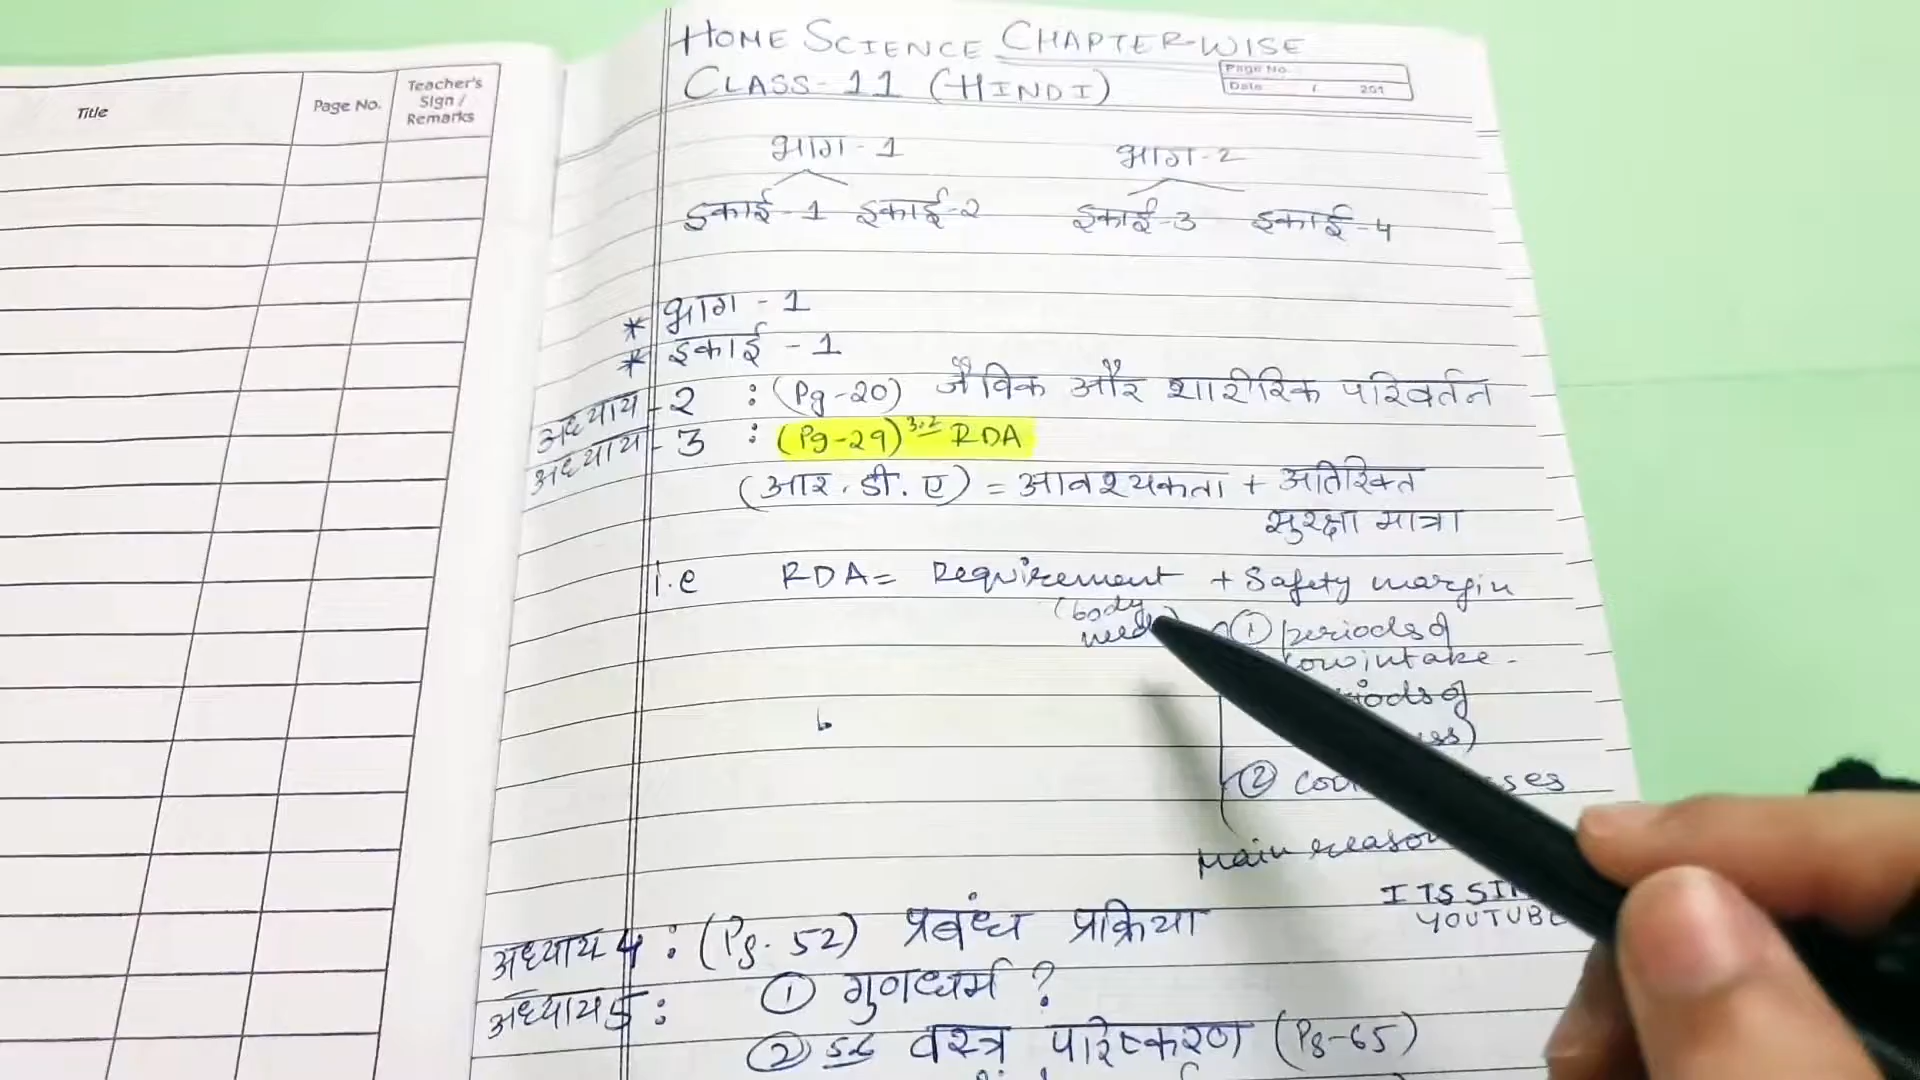 Title
Page No.
Teacher's
Sign /
Remarks
HOME SCIENCE CHAPTER-WISE
CLASS-11 (HINDI)
Page No.
Date / 201
भाग-1 भाग-2
इकाई-1 इकाई-2 इकाई-3 इकाई-4
* भाग-1
* इकाई-1
अध्याय-2 : (Pg-20) जैविक और शारीरिक परिवर्तन
अध्याय-3 : (Pg-29) 3.2 RDA
(आर.डी.ए) = आवश्यकता + अतिरिक्त
सुरक्षा मात्रा
i.e RDA = Requirement + Safety margin
(body
need
① periods of
low intake
of
② losses
main reason
ITS
YOUTUBE
अध्याय 4 : (Pg. 52) प्रबंध प्रक्रिया
अध्याय 5 : ① गुणधर्म ?
② 5.6 वस्त्र परिष्करण (Pg-65)